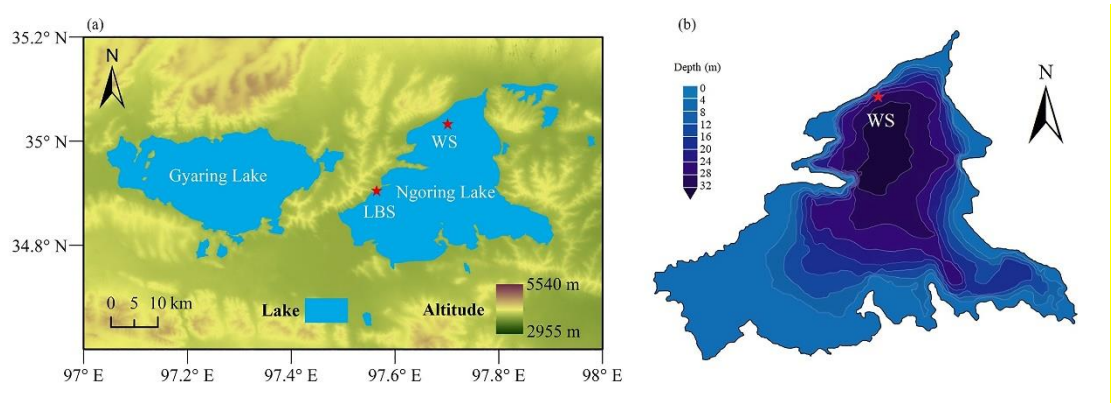 (a)
35.2° N
35° N
34.8° N
N
WS
Gyaring Lake
Ngoring Lake
LBS
0 5 10 km
Lake
Altitude
5540 m
2955 m
97° E
97.2° E
97.4° E
97.6° E
97.8° E
98° E
(b)
Depth (m)
0
4
8
12
16
20
24
28
32
WS
N